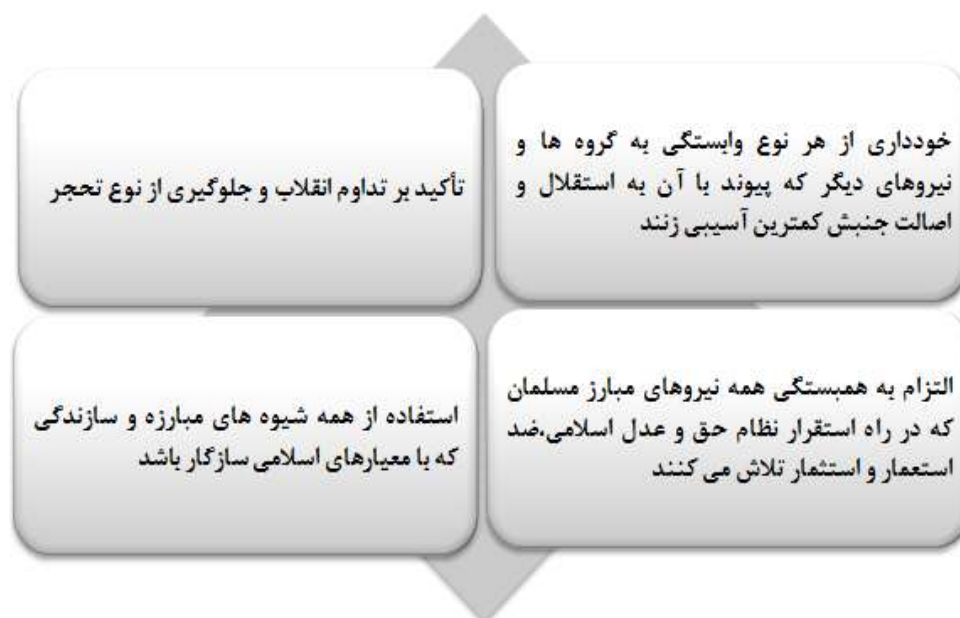 خودداری از هر نوع وابستگی به گروه ها و
نیروهای دیگر که پیوند با آن به استقلال و
اصالت جنبش کمترین آسیبی زنند
تأکید بر تداوم انقلاب و جلوگیری از نوع تحجر
التزام به همبستگی همه نیروهای مبارز مسلمان
که در راه استقرار نظام حق و عدل اسلامی،ضد
استعمار و استثمار تلاش می کنند
استفاده از همه شیوه های مبارزه و سازندگی
که با معیارهای اسلامی سازگار باشد